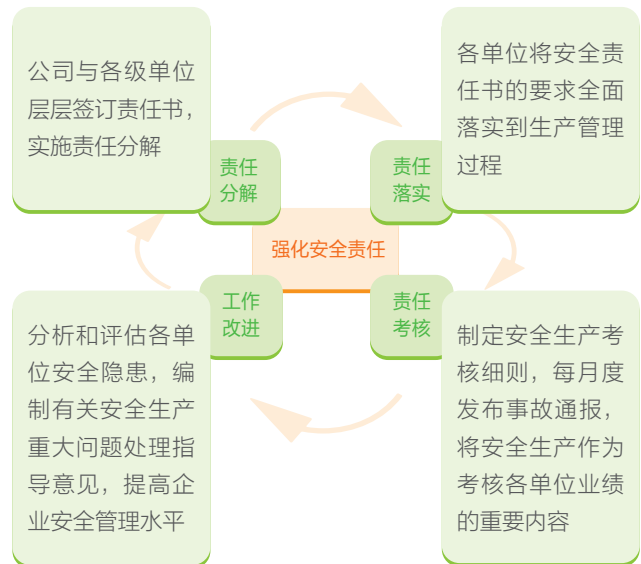 公司与各级单位
层层签订责任书，
实施责任分解
责任
分解
各单位将安全责
任书的要求全面
落实到生产管理
过程
责任
落实
强化安全责任
工作
改进
分析和评估各单
位安全隐患，编
制有关安全生产
重大问题处理指
导意见，提高企
业安全管理水平
责任
考核
制定安全生产考
核细则，每月度
发布事故通报，
将安全生产作为
考核各单位业绩
的重要内容